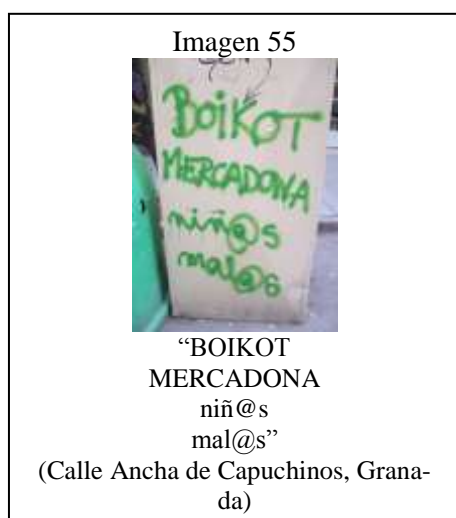 Imagen 55
BOIKOT
MERCADONA
niñ@s
mal@s
“BOIKOT
MERCADONA
niñ@s
mal@s”
(Calle Ancha de Capuchinos, Grana-
da)